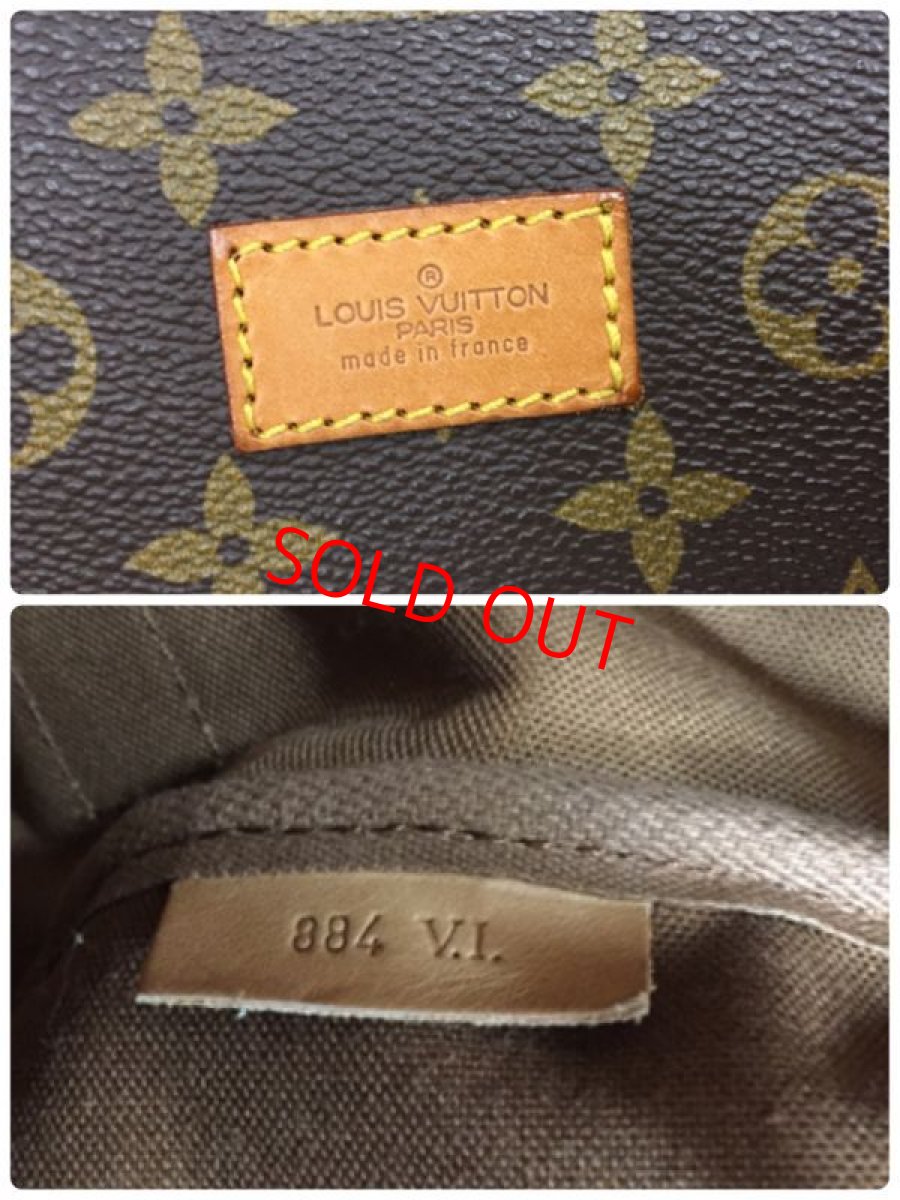 ®
LOUIS VUITTON
PARIS
made in france
SOLD OUT
884 V.I.